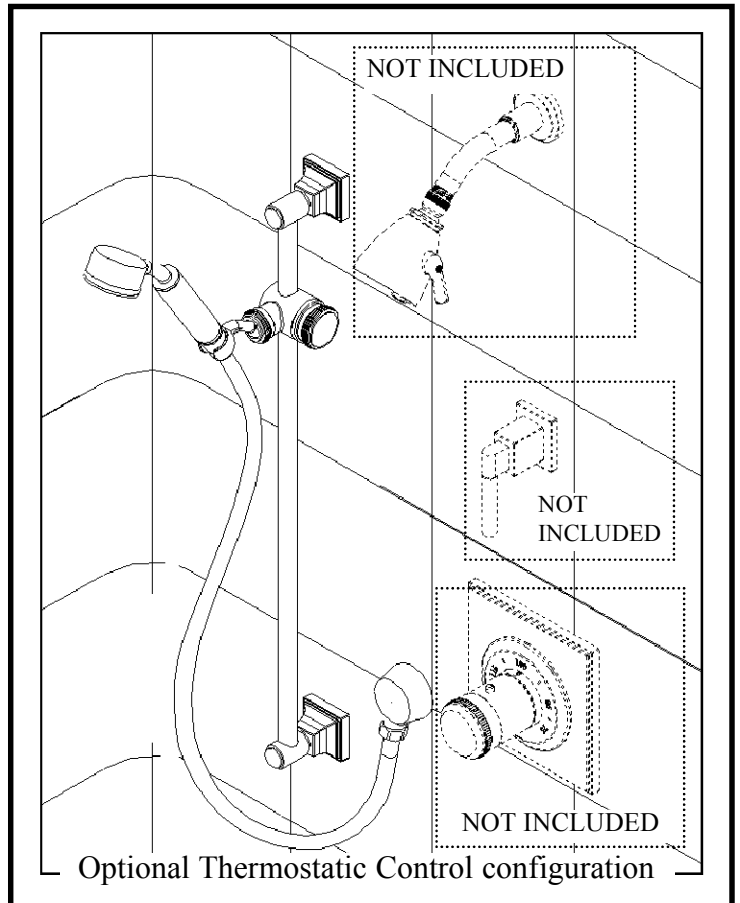 NOT INCLUDED
NOT
INCLUDED
NOT INCLUDED
Optional Thermostatic Control configuration